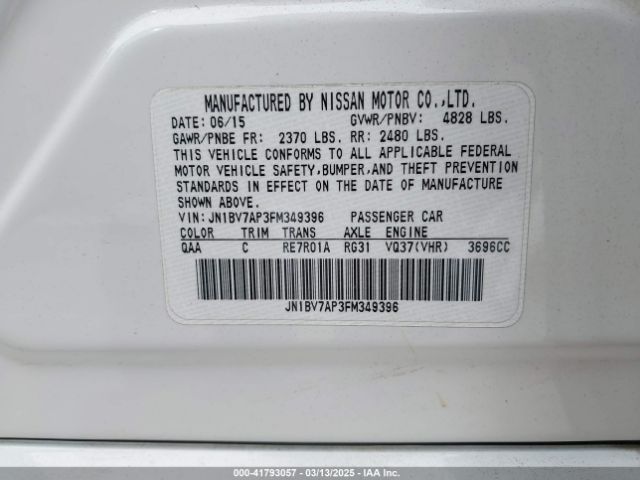 MANUFACTURED BY NISSAN MOTOR CO.,LTD.
DATE: 06/15 GVWR/PNBV: 4828 LBS.
GAWR/PNBE FR: 2370 LBS. RR: 2480 LBS.
THIS VEHICLE CONFORMS TO ALL APPLICABLE FEDERAL
MOTOR VEHICLE SAFETY,BUMPER,AND THEFT PREVENTION
STANDARDS IN EFFECT ON THE DATE OF MANUFACTURE
SHOWN ABOVE.
VIN: JN1BV7AP3FM349396 PASSENGER CAR
COLOR TRIM TRANS AXLE ENGINE
QAA C RE7R01A RG31 VQ37(VHR) 3696CC
JN1BV7AP3FM349396
000-41793057 - 03/13/2025 - IAA Inc.